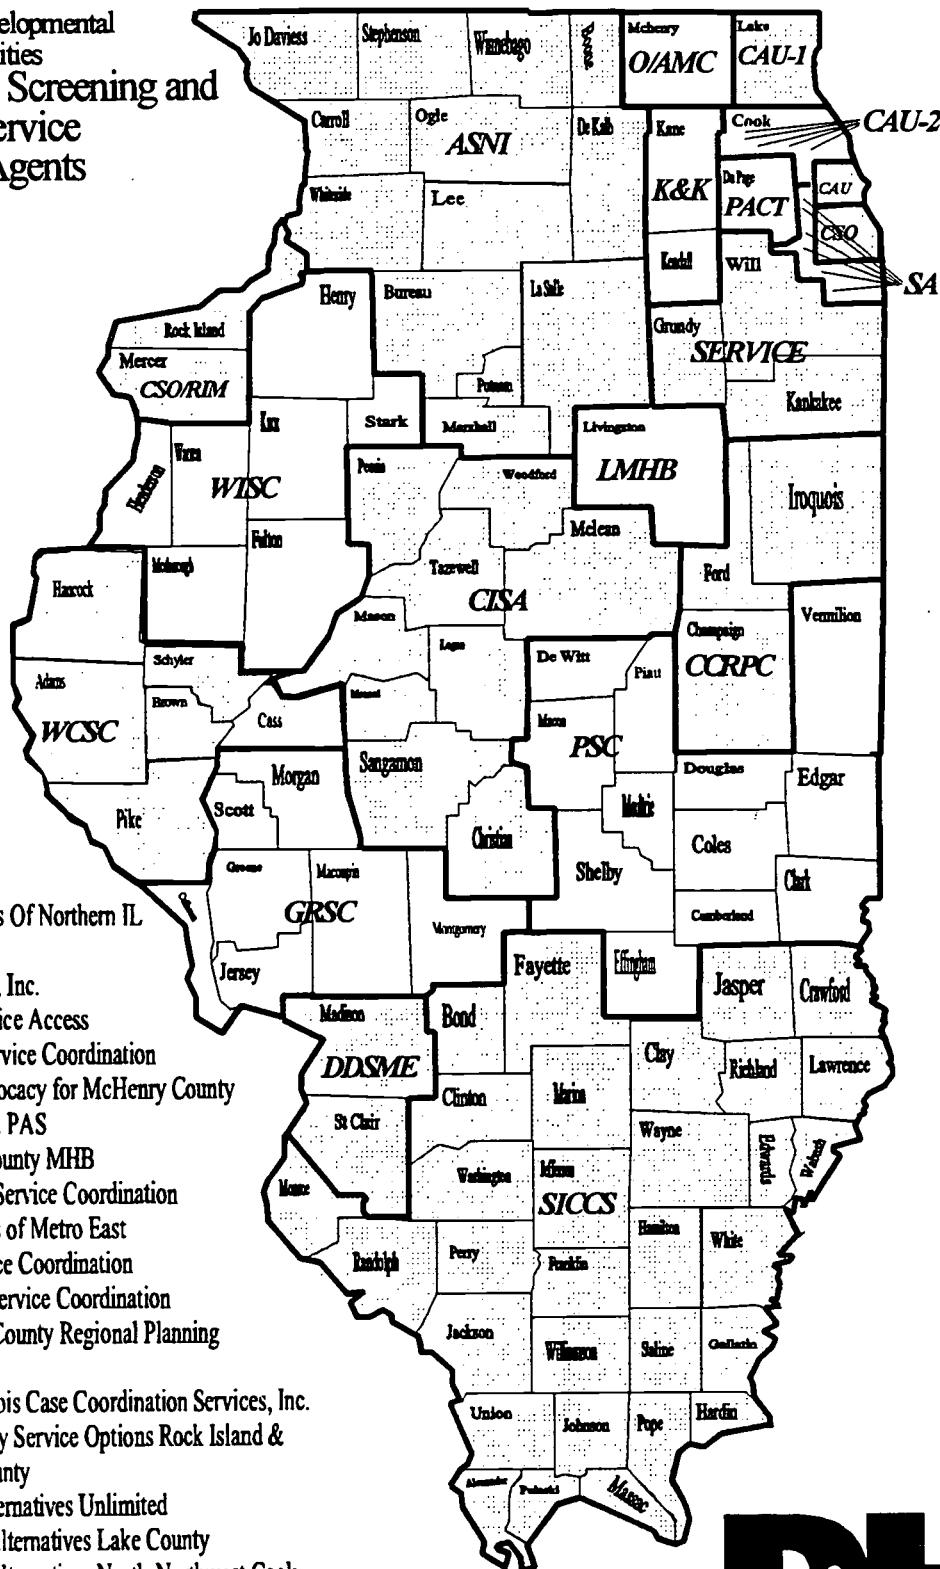 elopmental
ities
Screening and
ervice
Agents
Jo Daviess
Stephenson
Winnebago
Boone
Mchenry
O/AMC
Lake
CAU-1
Carroll
Ogle
ASNI
De Kalb
Kane
K&K
Cook
CAU-2
Du Page
PACT
CAU
CSO
SA
Whiteside
Lee
Kendall
Will
Rock Island
Henry
Bureau
La Salle
Grundy
SERVICE
Mercer
CSO/RIM
Putnam
Kankakee
Knox
Stark
Marshall
Livingston
LMHB
Henderson
Warren
WISC
Peoria
Woodford
Iroquois
Mclean
Fulton
Hancock
Mcdonough
Tazewell
CISA
Ford
Mason
Vermilion
Champaign
CCRPC
Logan
De Witt
Piatt
Schyler
Adams
Brown
Menard
Cass
WCSC
Macon
PSC
Sangamon
Morgan
Douglas
Edgar
Scott
Moultrie
Pike
Christian
Coles
Shelby
Clark
Greene
Macoupin
Calhoun
GRSC
Cumberland
s Of Northern IL
Montgomery
Jersey
Fayette
Effingham
Jasper
Crawford
, Inc.
ice Access
Madison
Bond
rvice Coordination
DDSME
Clay
Richland
Lawrence
ocacy for McHenry County
Clinton
Marion
PAS
St Clair
Wayne
Edwards
Wabash
ounty MHB
Washington
Jefferson
Service Coordination
Monroe
SICCS
s of Metro East
Hamilton
White
ce Coordination
Randolph
Perry
Franklin
ervice Coordination
County Regional Planning
Jackson
Williamson
Saline
Gallatin
ois Case Coordination Services, Inc.
Union
Johnson
Pope
Hardin
y Service Options Rock Island &
unty
Alexander
Pulaski
Massac
ernatives Unlimited
lternatives Lake County